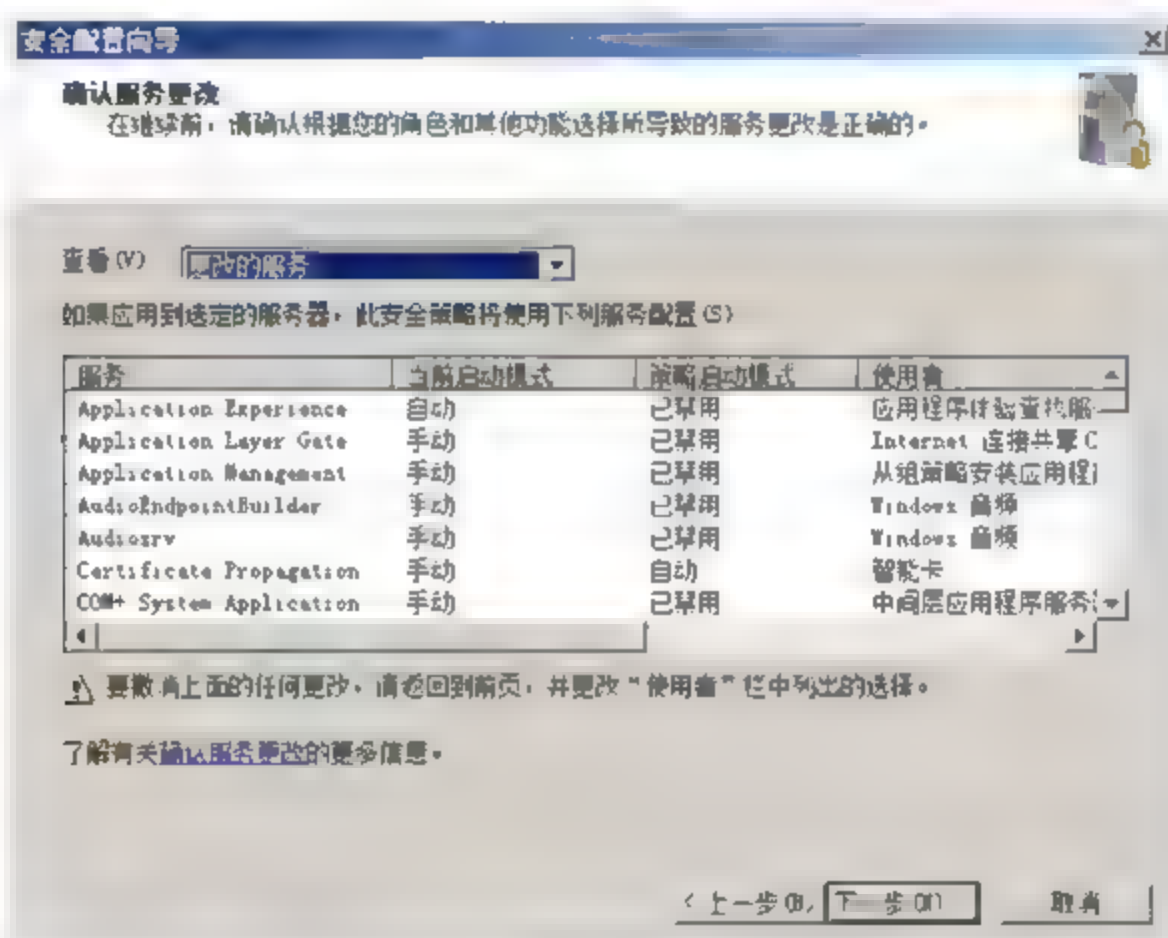 安全配置向导
确认服务更改
在继续前，请确认根据您的角色和其他功能选择所导致的服务更改是正确的。
查看(V) 更改的服务
如果应用到选定的服务器，此安全策略将使用下列服务配置(S)
服务 当前启动模式 策略启动模式 使用者
Application Experience 自动 已禁用 应用程序体验查找服
Application Layer Gate 手动 已禁用 Internet 连接共享 (
Application Management 手动 已禁用 从组策略安装应用程
AudioEndpointBuilder 手动 已禁用 Windows 音频
Audiosrv 手动 已禁用 Windows 音频
Certificate Propagation 手动 自动 智能卡
COM+ System Application 手动 已禁用 中间层应用程序服务
要撤消上面的任何更改，请返回到前页，并更改“使用者”栏中列出的选择。
了解有关确认服务更改的更多信息。
< 上一步(B) 下一步(N) 取消